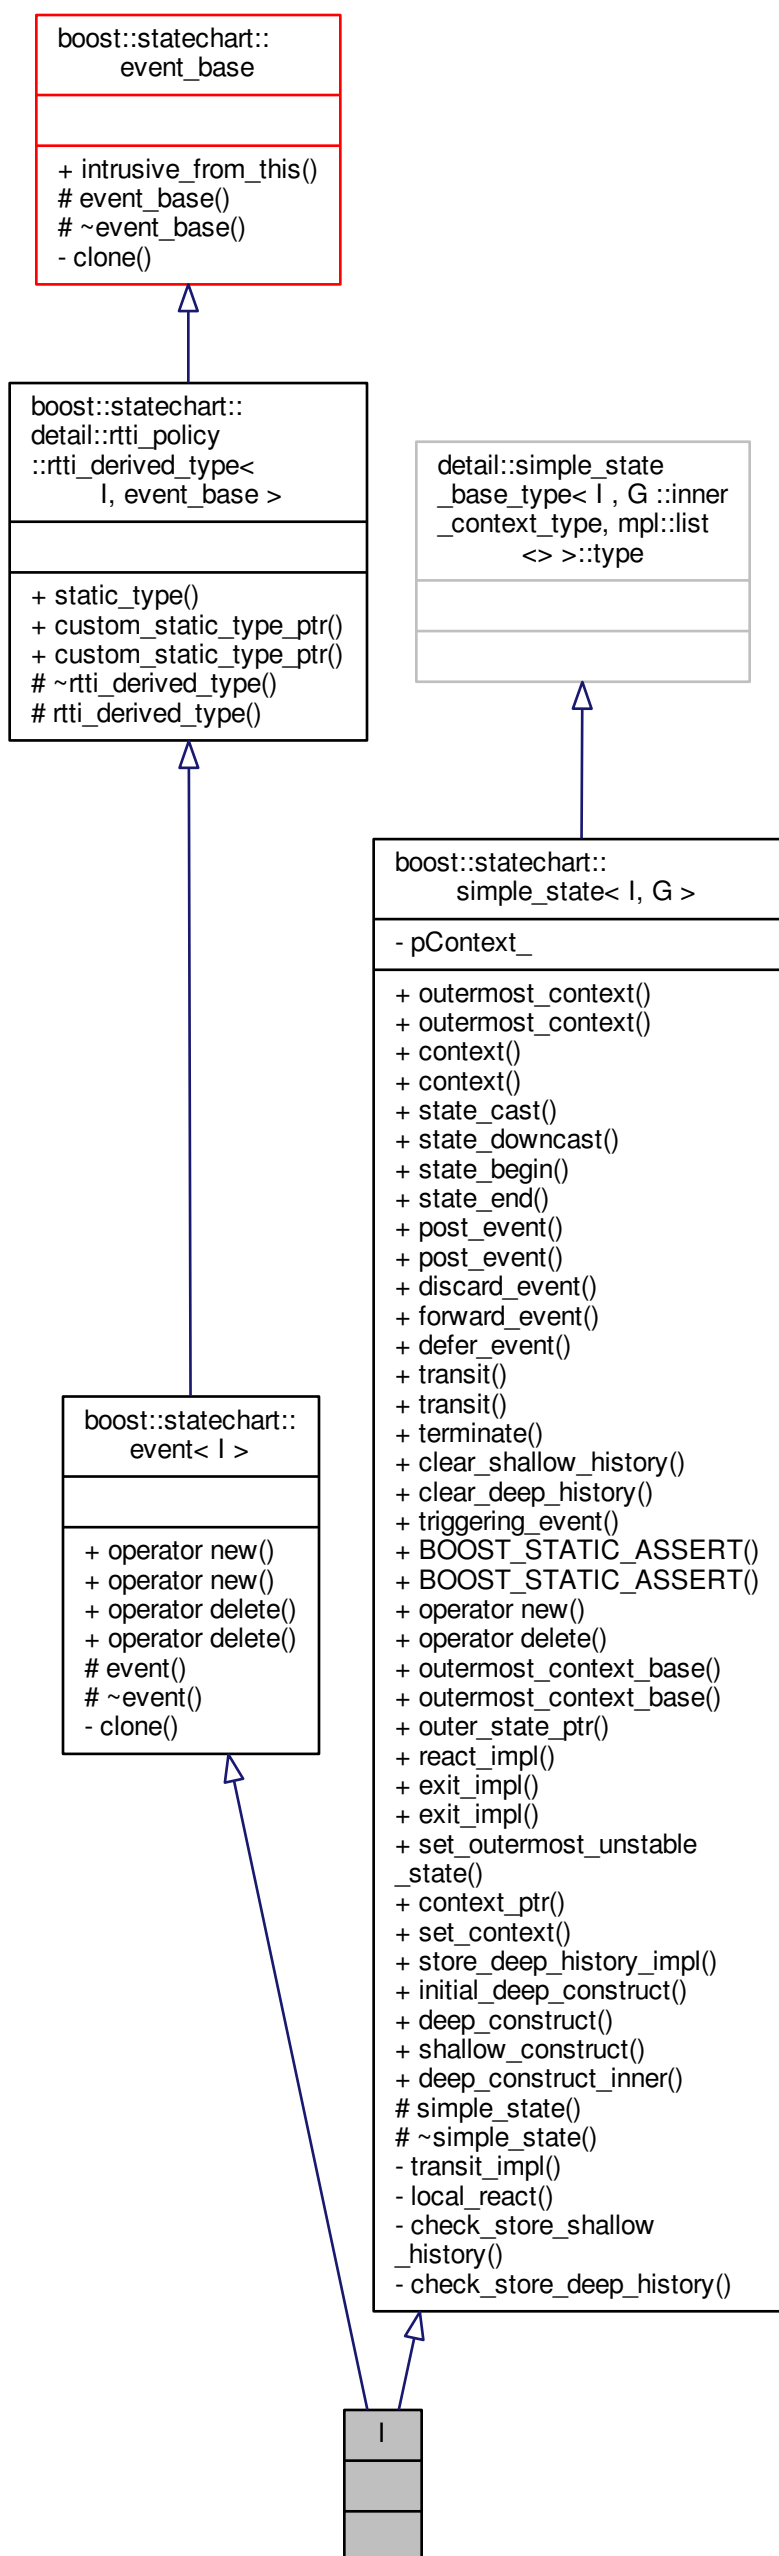 boost::statechart::
event_base
+ intrusive_from_this()
# event_base()
# ~event_base()
- clone()
boost::statechart::
detail::rtti_policy
::rtti_derived_type<
I, event_base >
+ static_type()
+ custom_static_type_ptr()
+ custom_static_type_ptr()
# ~rtti_derived_type()
# rtti_derived_type()
detail::simple_state
_base_type< I , G ::inner
_context_type, mpl::list
<> >::type
boost::statechart::
simple_state< I, G >
- pContext_
+ outermost_context()
+ outermost_context()
+ context()
+ context()
+ state_cast()
+ state_downcast()
+ state_begin()
+ state_end()
+ post_event()
+ post_event()
+ discard_event()
+ forward_event()
+ defer_event()
+ transit()
+ transit()
+ terminate()
+ clear_shallow_history()
+ clear_deep_history()
+ triggering_event()
+ BOOST_STATIC_ASSERT()
+ BOOST_STATIC_ASSERT()
+ operator new()
+ operator delete()
+ outermost_context_base()
+ outermost_context_base()
+ outer_state_ptr()
+ react_impl()
+ exit_impl()
+ exit_impl()
+ set_outermost_unstable
_state()
+ context_ptr()
+ set_context()
+ store_deep_history_impl()
+ initial_deep_construct()
+ deep_construct()
+ shallow_construct()
+ deep_construct_inner()
# simple_state()
# ~simple_state()
- transit_impl()
- local_react()
- check_store_shallow
_history()
- check_store_deep_history()
boost::statechart::
event< I >
+ operator new()
+ operator new()
+ operator delete()
+ operator delete()
# event()
# ~event()
- clone()
I